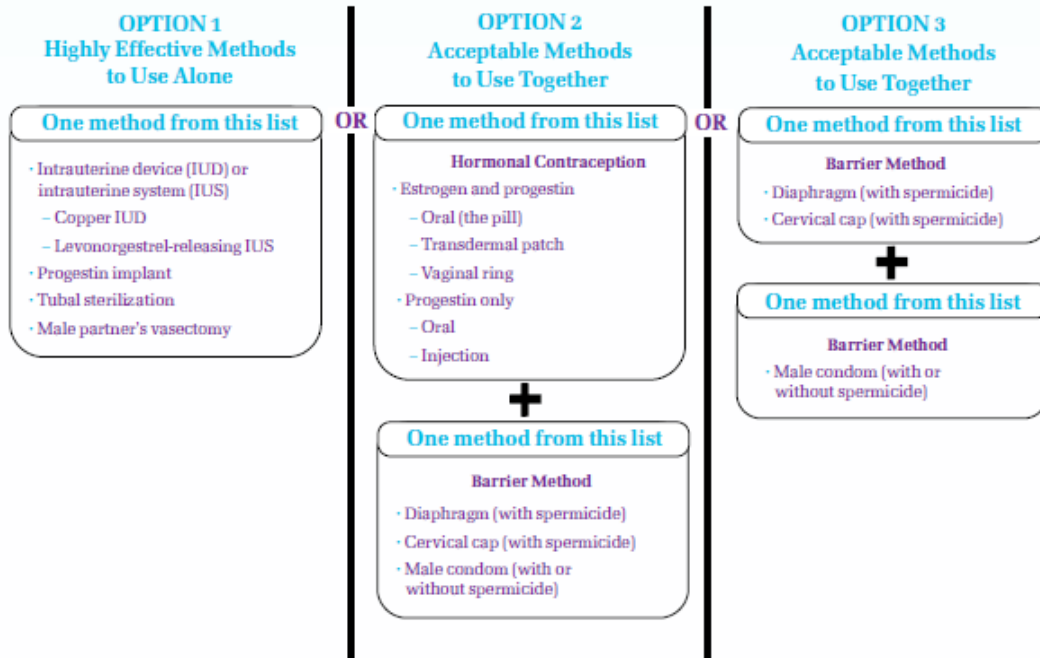 OPTION 1
Highly Effective Methods
to Use Alone
One method from this list
· Intrauterine device (IUD) or
intrauterine system (IUS)
– Copper IUD
– Levonorgestrel-releasing IUS
· Progestin implant
· Tubal sterilization
· Male partner's vasectomy
OR
OPTION 2
Acceptable Methods
to Use Together
One method from this list
Hormonal Contraception
· Estrogen and progestin
– Oral (the pill)
– Transdermal patch
– Vaginal ring
· Progestin only
– Oral
– Injection
+
One method from this list
Barrier Method
· Diaphragm (with spermicide)
· Cervical cap (with spermicide)
· Male condom (with or
without spermicide)
OR
OPTION 3
Acceptable Methods
to Use Together
One method from this list
Barrier Method
· Diaphragm (with spermicide)
· Cervical cap (with spermicide)
+
One method from this list
Barrier Method
· Male condom (with or
without spermicide)